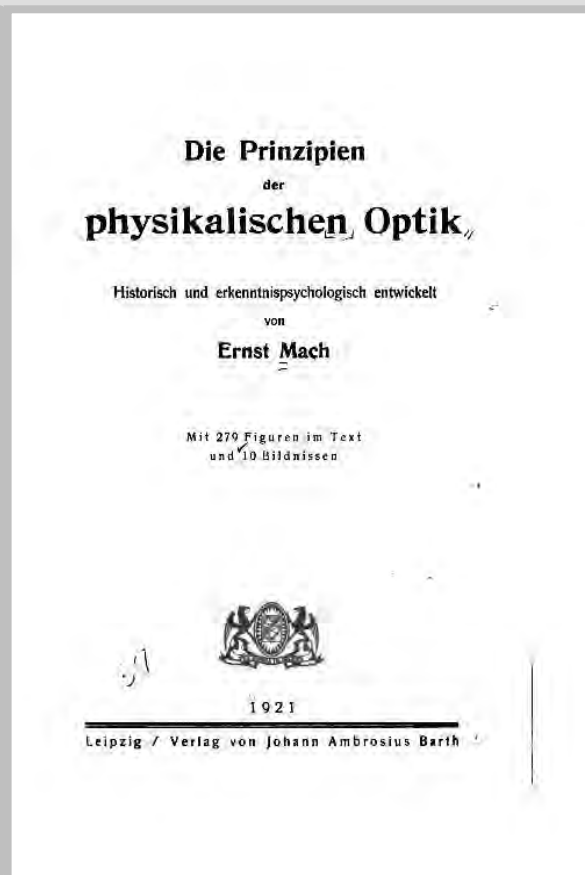 Die Prinzipien
der
physikalischen Optik
Historisch und erkenntnispsychologisch entwickelt
von
Ernst Mach
Mit 279 Figuren im Text
und 10 Bildnissen
1921
Leipzig / Verlag von Johann Ambrosius Barth